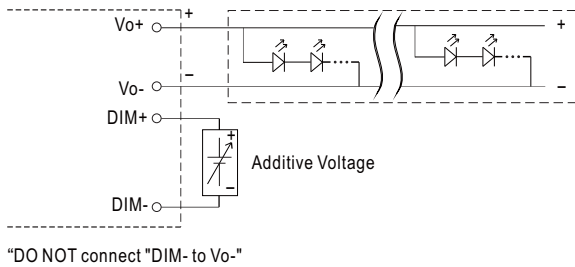 Vo+
+
+
−
Vo-
−
DIM+
+
Additive Voltage
−
DIM-
“DO NOT connect "DIM- to Vo-"